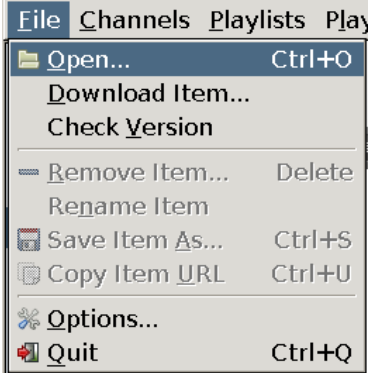 File Channels Playlists Play
Open... Ctrl+O
Download Item...
Check Version
Remove Item... Delete
Rename Item
Save Item As... Ctrl+S
Copy Item URL Ctrl+U
Options...
Quit Ctrl+Q